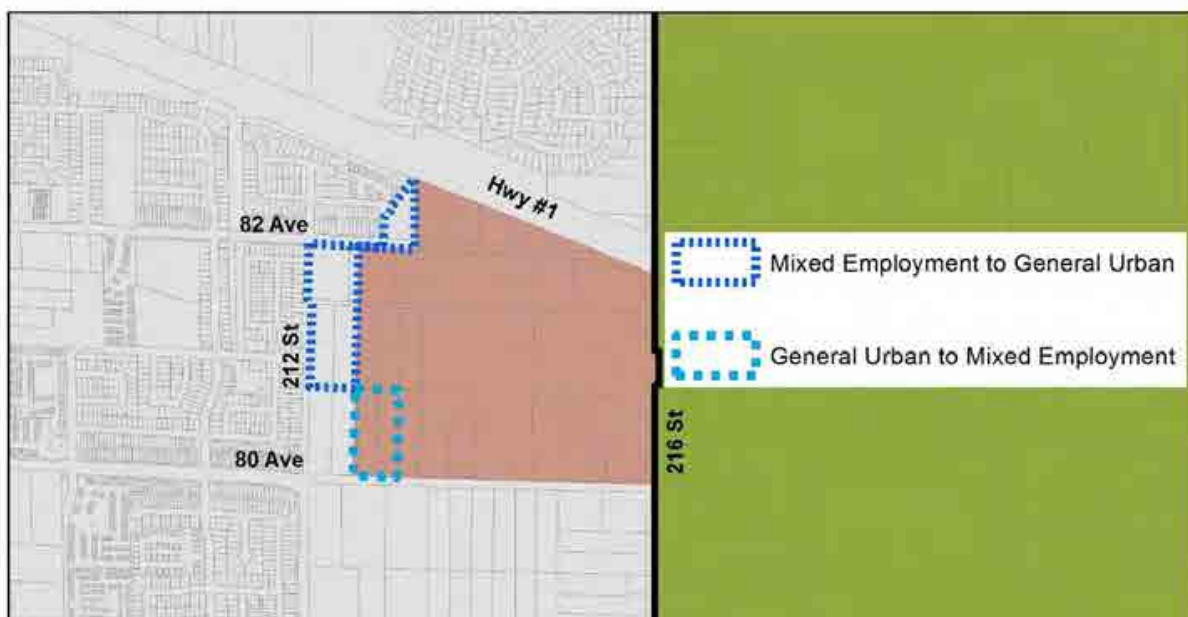 Hwy #1
82 Ave
Mixed Employment to General Urban
212 St
General Urban to Mixed Employment
216 St
80 Ave